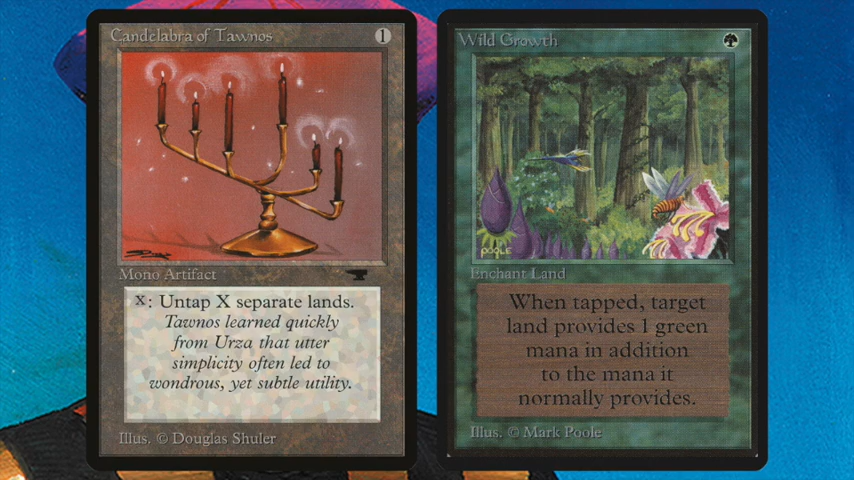 Candelabra of Tawnos 1
Mono Artifact
X: Untap X separate lands.
Tawnos learned quickly
from Urza that utter
simplicity often led to
wondrous, yet subtle utility.
Illus. © Douglas Shuler
Wild Growth
POOLE
Enchant Land
When tapped, target
land provides 1 green
mana in addition
to the mana it
normally provides.
Illus. © Mark Poole